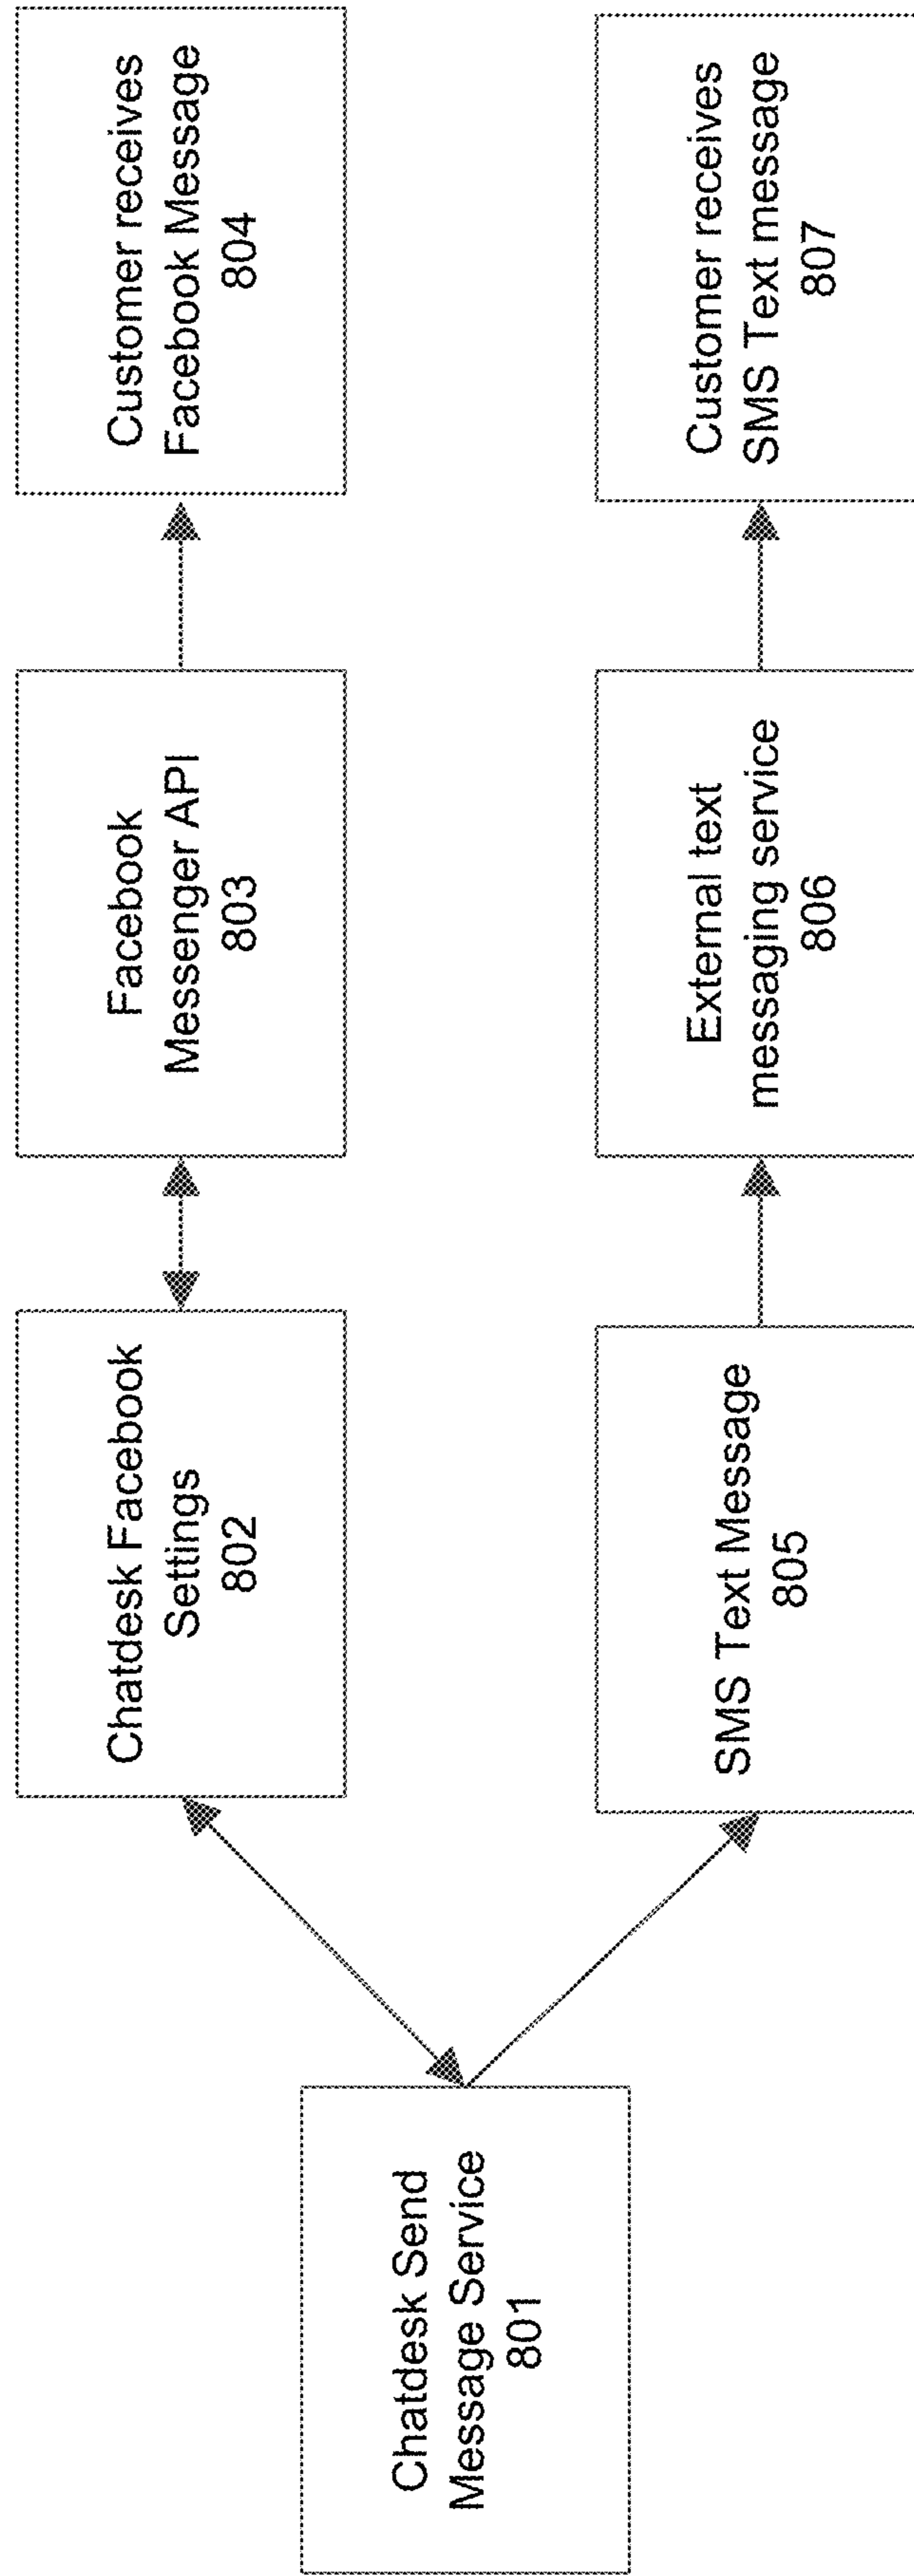 Chatdesk Send
Message Service
801
Chatdesk Facebook
Settings
802
Facebook
Messenger API
803
Customer receives
Facebook Message
804
SMS Text Message
805
External text
messaging service
806
Customer receives
SMS Text message
807